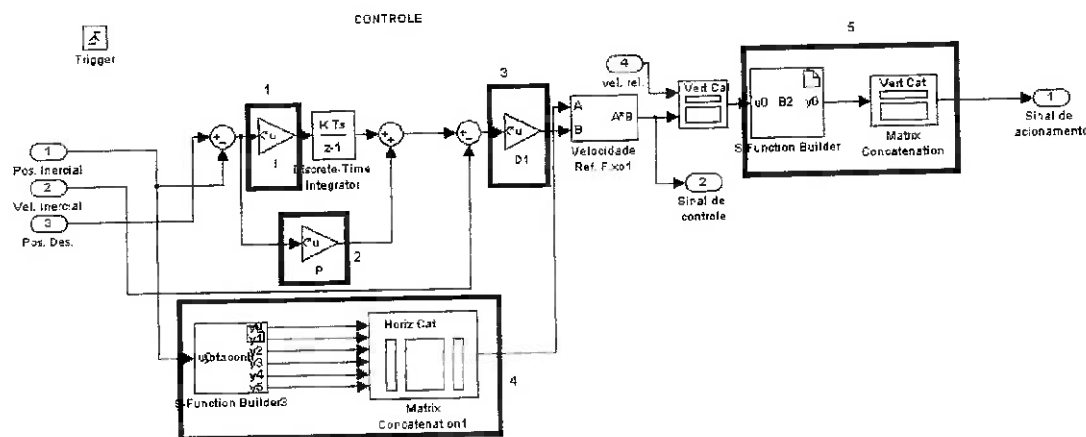 CONTROLE
Trigger
1
Pos. Inercial
2
Vel. Inercial
3
Pos. Des.
1
I
K Ts
z-1
Discrete-Time
Integrator
2
P
3
D1
A
B
A*B
Velocidade
Ref. Fixo1
4
vel. rel.
Vert Cat
5
u0 B2 y0
S-Function Builder
Vert Cat
Matrix
Concatenation
1
Sinal de
acionamento
2
Sinal de
controle
y0
y1
y2
y3
y4
y5
S-Function Builder3
Horiz Cat
Matrix
Concatenation1
4